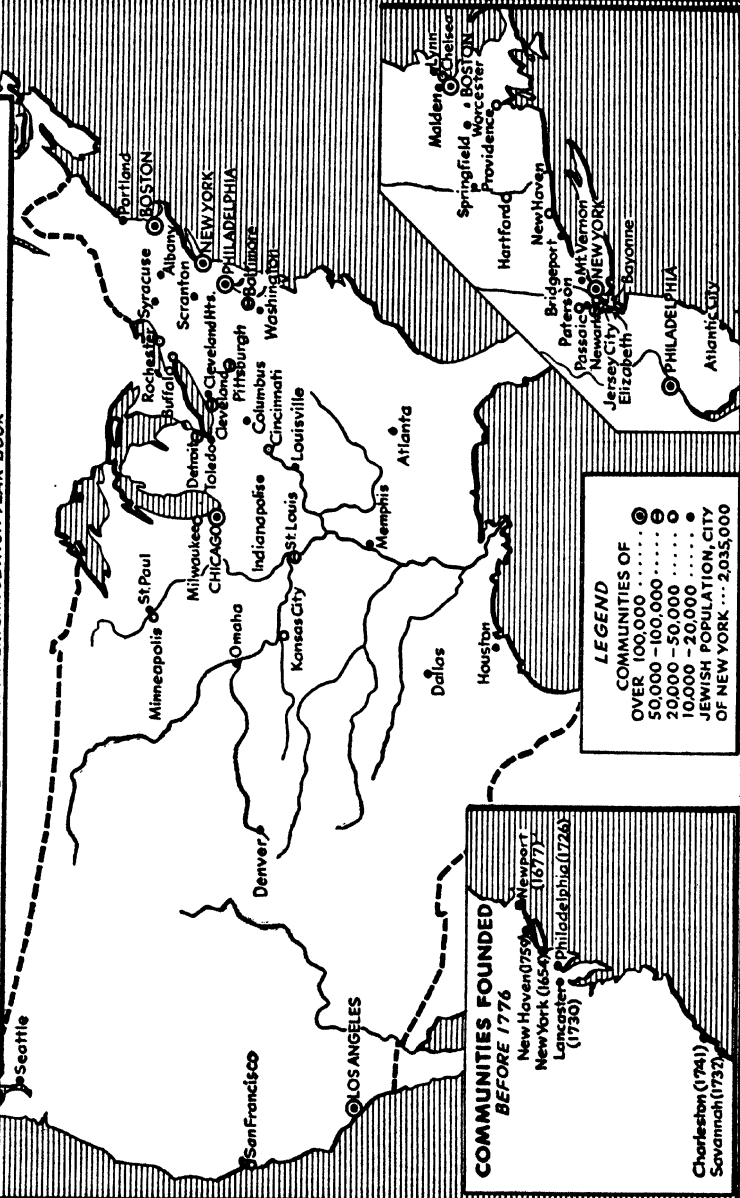 Seattle
San Francisco
LOS ANGELES
Denver
Omaha
Minneapolis
St. Paul
Kansas City
Dallas
Houston
Milwaukee
CHICAGO
Indianapolise
St. Louis
Memphis
Detroit
Toledo
Cleveland
Cleveland Hts.
Columbus
Cincinnati
Louisville
Atlanta
Pittsburgh
Buffalo
Rochester
Syracuse
Albany
Scranton
Portland
BOSTON
NEW YORK
PHILADELPHIA
Baltimore
Washington
COMMUNITIES FOUNDED
BEFORE 1776
Newport
(1677)
New Haven (1759)
New York (1654)
Philadelphia (1726)
Lancaster
(1730)
Charleston (1741)
Savannah (1732)
LEGEND
COMMUNITIES OF
OVER 100,000 ........
50,000 - 100,000 .....
20,000 - 50,000 .....
10,000 - 20,000 ......
JEWISH POPULATION, CITY
OF NEW YORK --- 2,035,000
Lynn
Malden
Chelsea
BOSTON
Springfield
Worcester
Providence
Hartford
New Haven
Bridgeport
Mt. Vernon
Paterson
Passaic
NEW YORK
Newark
Jersey City
Bayonne
Elizabeth
PHILADELPHIA
Atlantic City